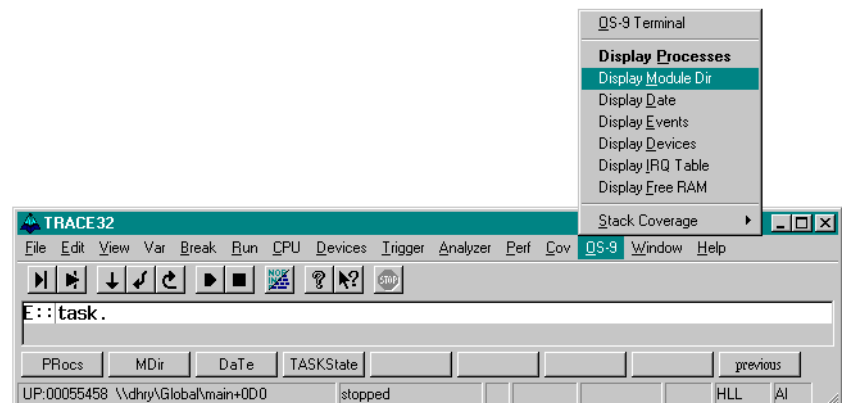 OS-9 Terminal
Display Processes
Display Module Dir
Display Date
Display Events
Display Devices
Display IRQ Table
Display Free RAM
Stack Coverage
TRACE32
File Edit View Var Break Run CPU Devices Trigger Analyzer Perf Cov OS-9 Window Help
NOP STOP
E::task.
PRocs MDir DaTe TASKState previous
UP:00055458 \\dhry\Global\main+0D0 stopped HLL AI